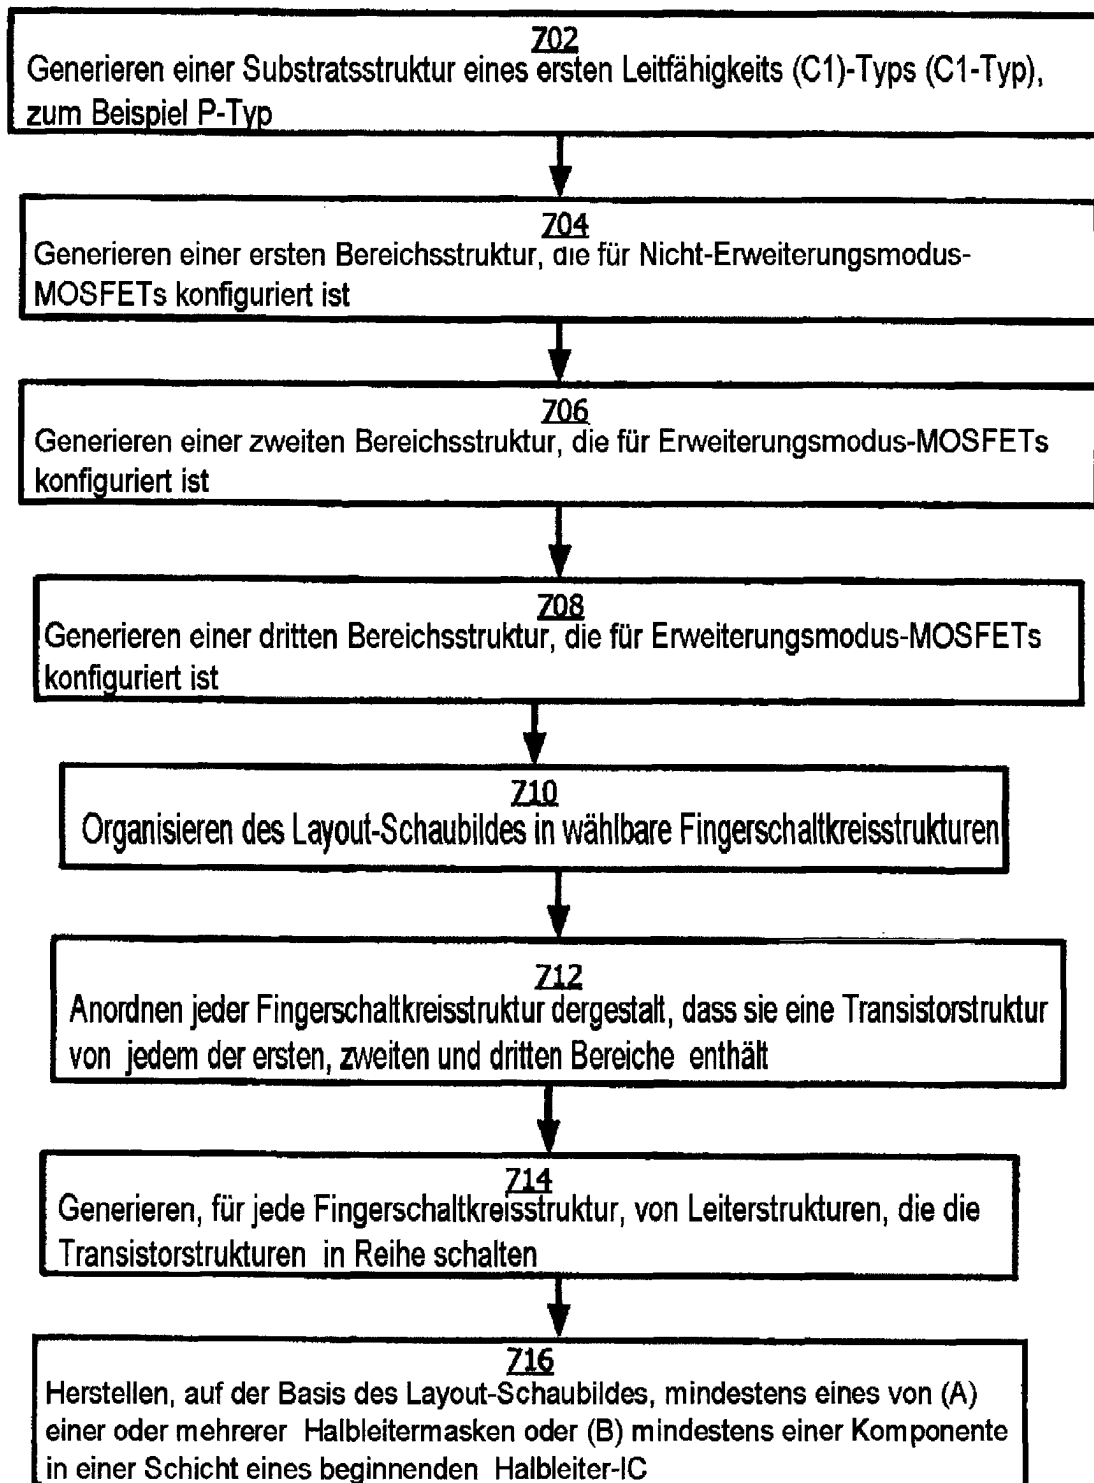 702
Generieren einer Substratsstruktur eines ersten Leitfähigkeits (C1)-Typs (C1-Typ),
zum Beispiel P-Typ
704
Generieren einer ersten Bereichsstruktur, die für Nicht-Erweiterungsmodus-
MOSFETs konfiguriert ist
706
Generieren einer zweiten Bereichsstruktur, die für Erweiterungsmodus-MOSFETs
konfiguriert ist
708
Generieren einer dritten Bereichsstruktur, die für Erweiterungsmodus-MOSFETs
konfiguriert ist
710
Organisieren des Layout-Schaubildes in wählbare Fingerschaltkreisstrukturen
712
Anordnen jeder Fingerschaltkreisstruktur dergestalt, dass sie eine Transistorstruktur
von jedem der ersten, zweiten und dritten Bereiche enthält
714
Generieren, für jede Fingerschaltkreisstruktur, von Leiterstrukturen, die die
Transistorstrukturen in Reihe schalten
716
Herstellen, auf der Basis des Layout-Schaubildes, mindestens eines von (A)
einer oder mehrerer Halbleitermasken oder (B) mindestens einer Komponente
in einer Schicht eines beginnenden Halbleiter-IC